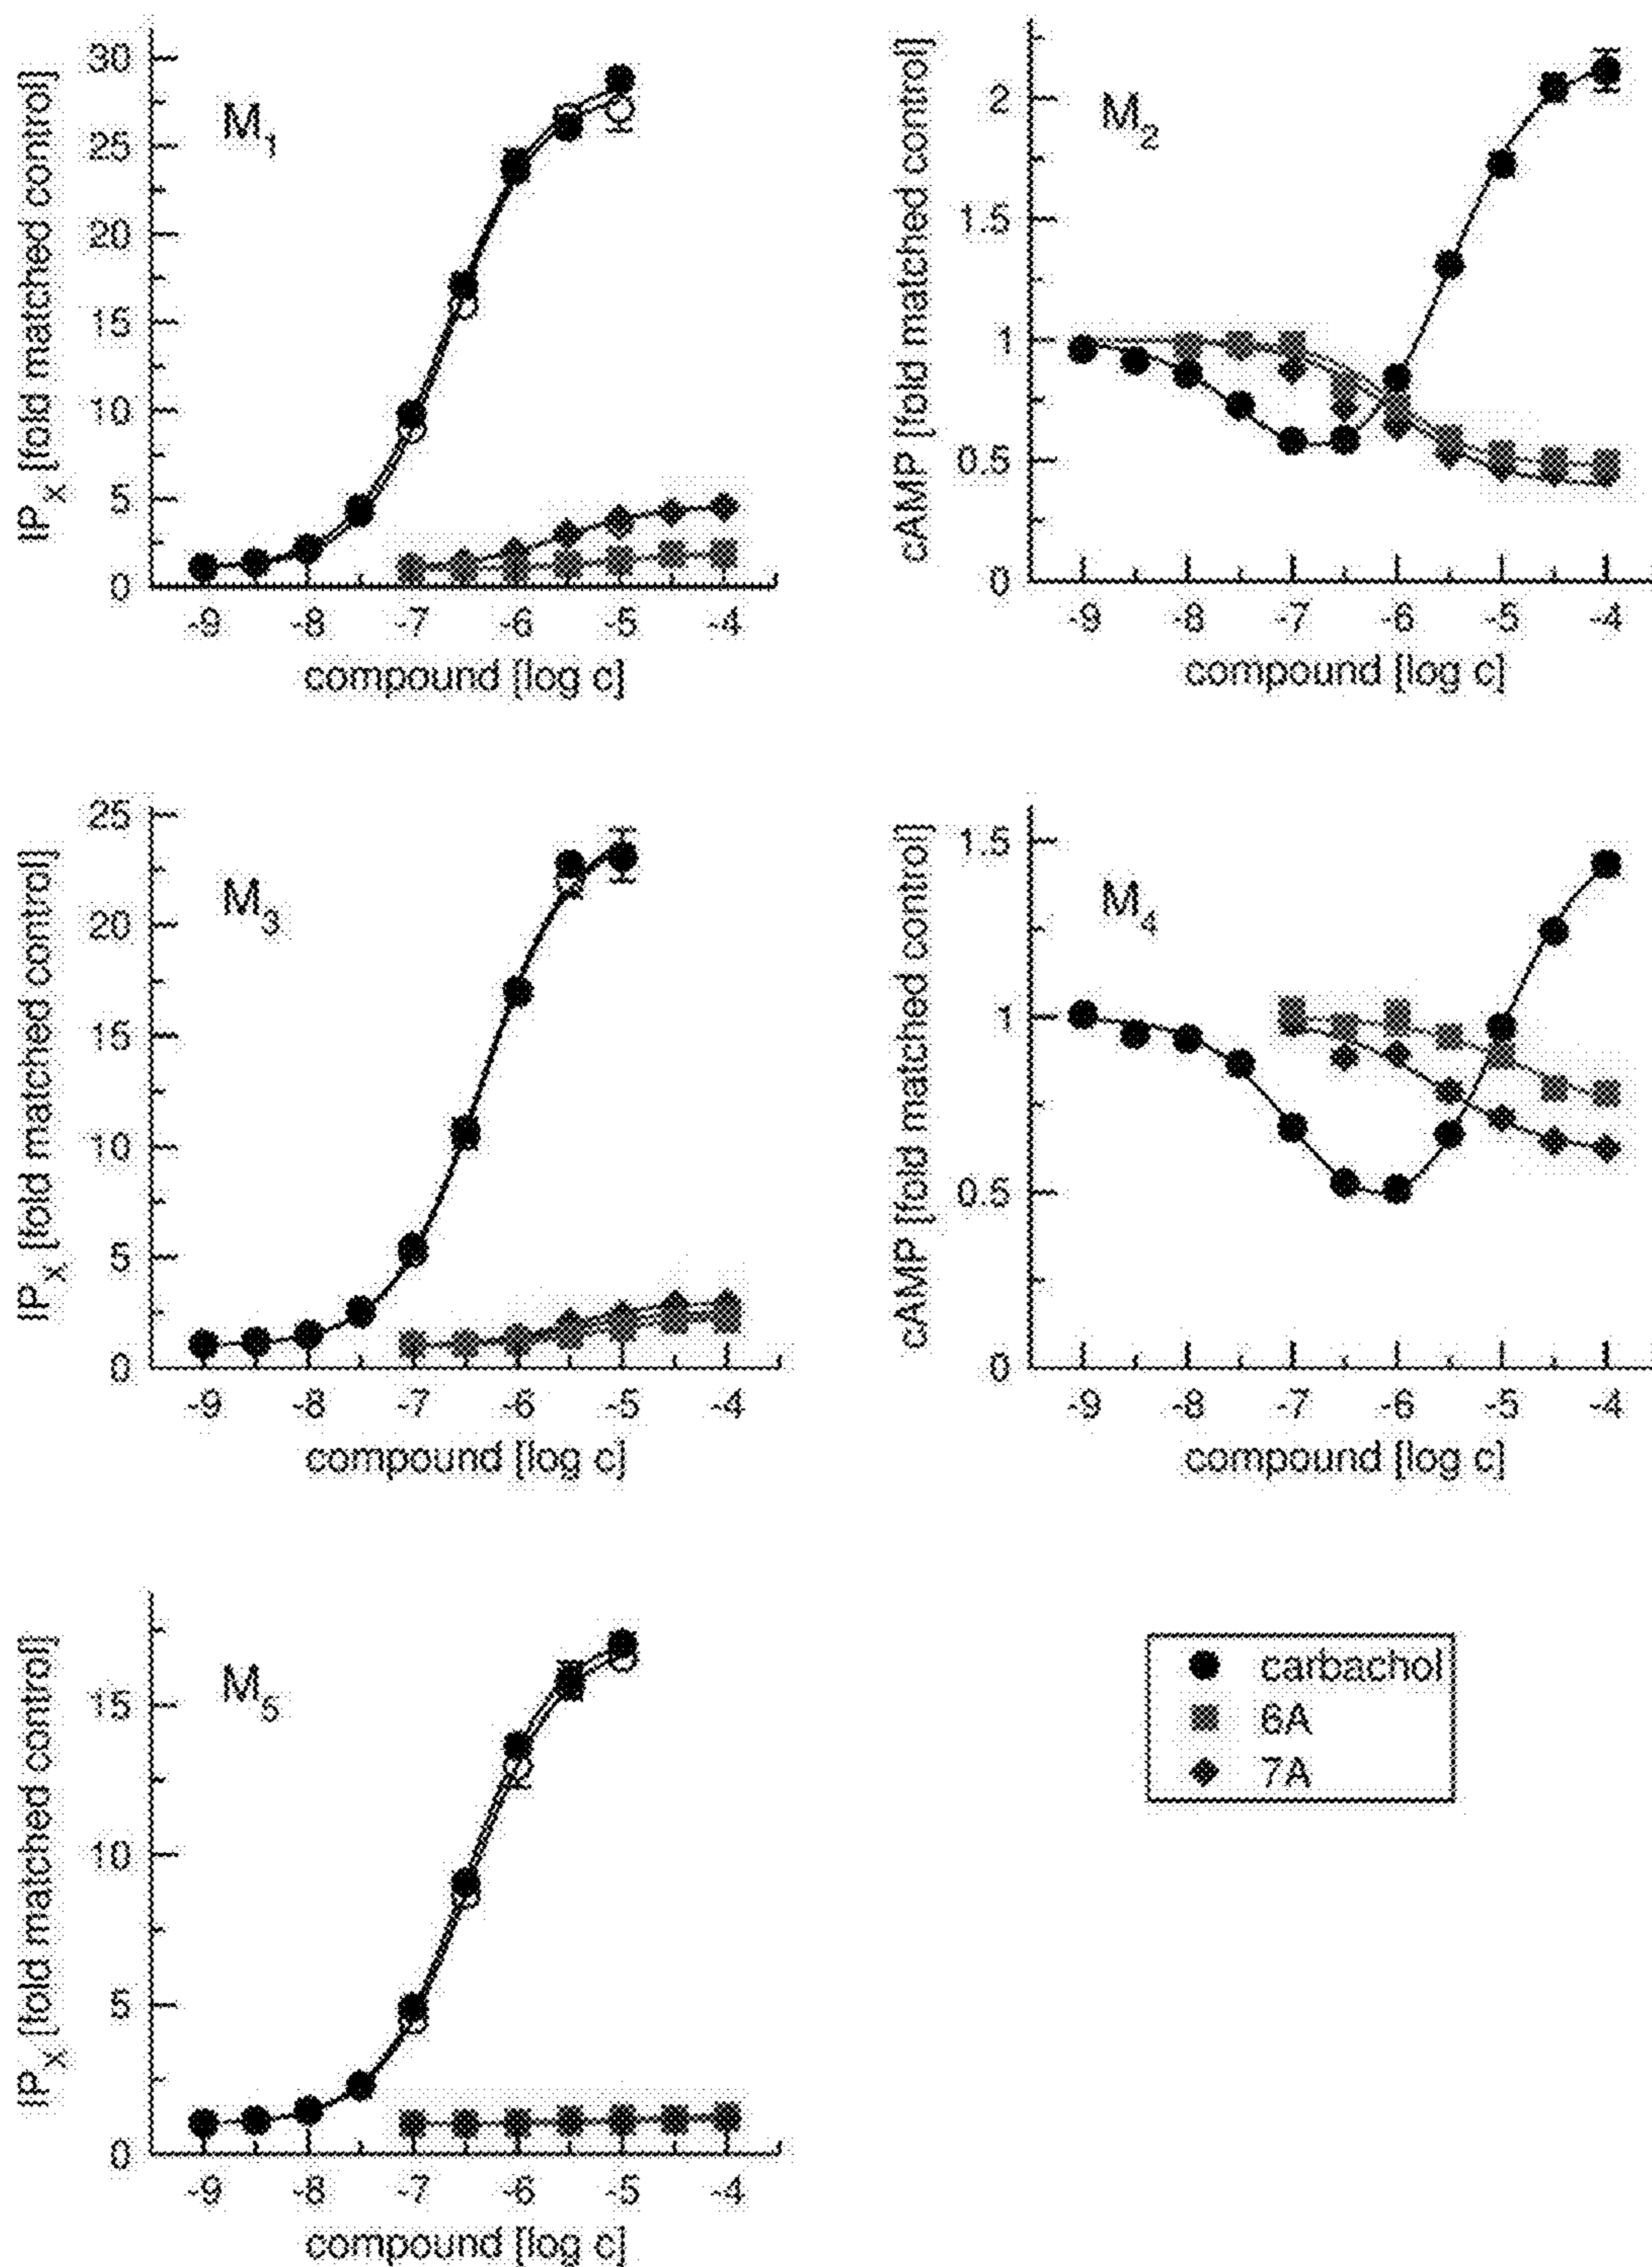 M1
IPx [fold matched control]
30
25
20
15
10
5
0
-9 -8 -7 -6 -5 -4
compound [log c]
M2
cAMP [fold matched control]
2
1.5
1
0.5
0
-9 -8 -7 -6 -5 -4
compound [log c]
M3
IPx [fold matched control]
25
20
15
10
5
0
-9 -8 -7 -6 -5 -4
compound [log c]
M4
cAMP [fold matched control]
1.5
1
0.5
0
-9 -8 -7 -6 -5 -4
compound [log c]
M5
IPx [fold matched control]
15
10
5
0
-9 -8 -7 -6 -5 -4
compound [log c]
carbachol
6A
7A